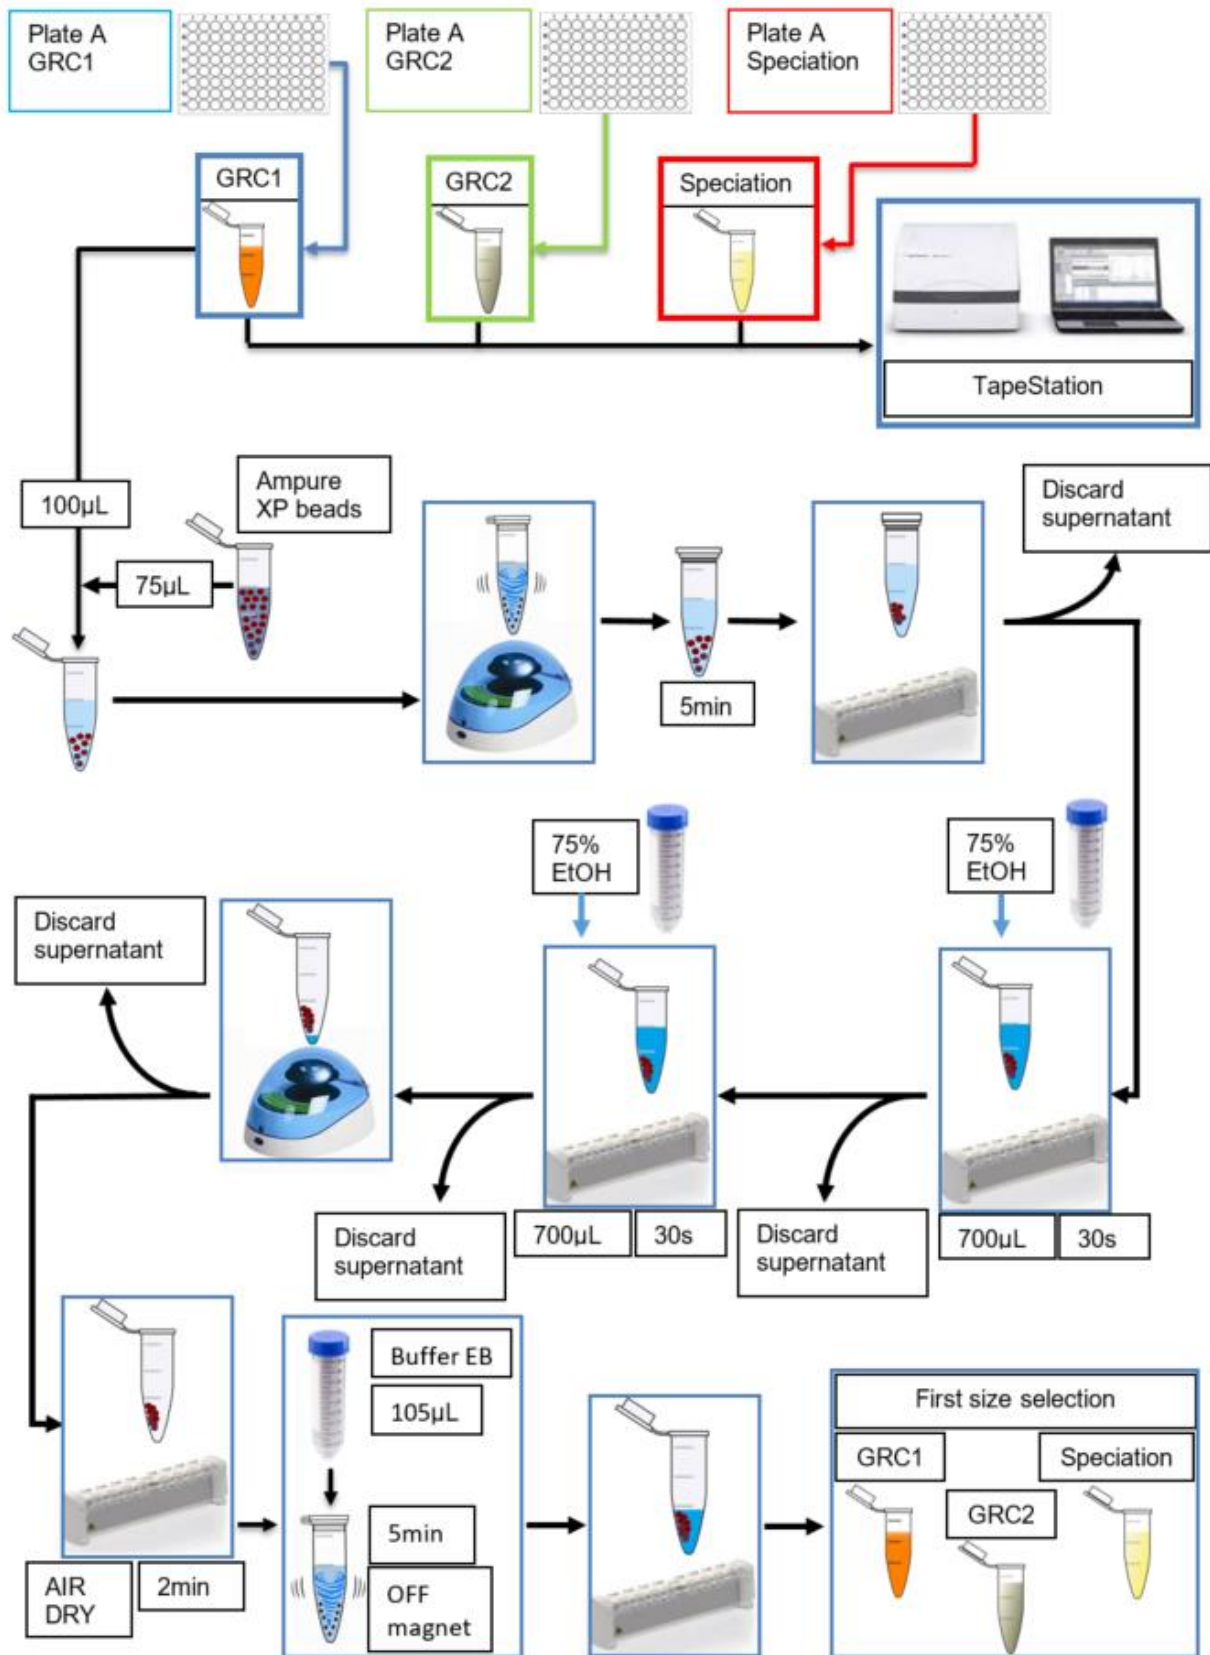 Plate A
GRC1
Plate A
GRC2
Plate A
Speciation
GRC1
GRC2
Speciation
TapeStation
100µL
Ampure
XP beads
75µL
5min
Discard
supernatant
75%
EtOH
75%
EtOH
Discard
supernatant
Discard
supernatant
700µL
30s
Discard
supernatant
700µL
30s
AIR
DRY
2min
Buffer EB
105µL
5min
OFF
magnet
First size selection
GRC1
Speciation
GRC2